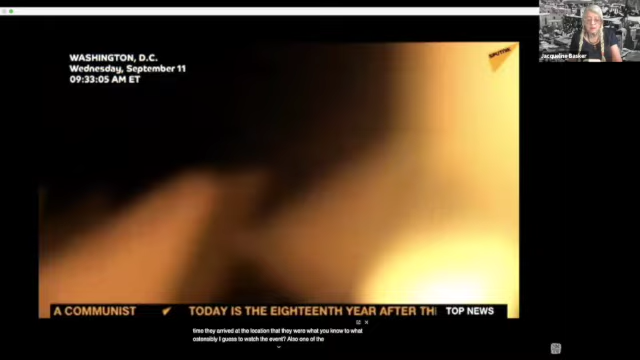 WASHINGTON, D.C.
Wednesday, September 11
09:33:05 AM ET
SPUTNIK
Jacqueline Basker
A COMMUNIST TODAY IS THE EIGHTEENTH YEAR AFTER TH TOP NEWS
time they arrived at the location that they were what you know to what
ostensibly I guess to watch the event? Also one of the